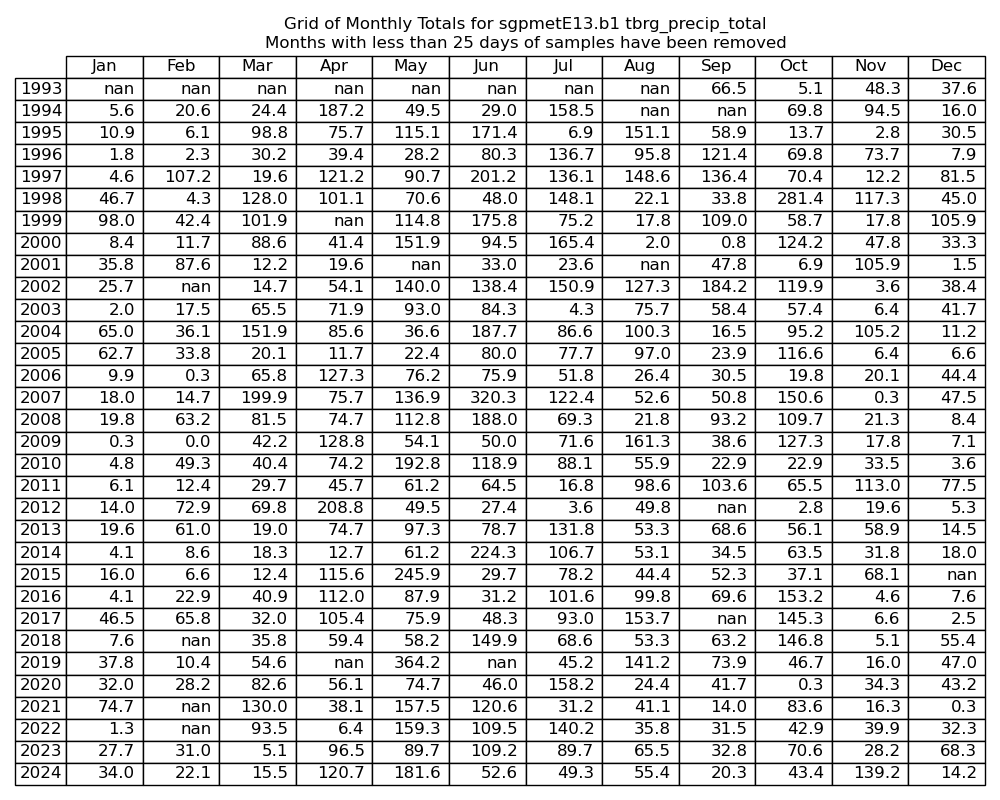 Grid of Monthly Totals for sgpmetE13.b1 tbrg_precip_total
Months with less than 25 days of samples have been removed
Jan Feb Mar Apr May Jun Jul Aug Sep Oct Nov Dec
1993 nan nan nan nan nan nan nan nan 66.5 5.1 48.3 37.6
1994 5.6 20.6 24.4 187.2 49.5 29.0 158.5 nan nan 69.8 94.5 16.0
1995 10.9 6.1 98.8 75.7 115.1 171.4 6.9 151.1 58.9 13.7 2.8 30.5
1996 1.8 2.3 30.2 39.4 28.2 80.3 136.7 95.8 121.4 69.8 73.7 7.9
1997 4.6 107.2 19.6 121.2 90.7 201.2 136.1 148.6 136.4 70.4 12.2 81.5
1998 46.7 4.3 128.0 101.1 70.6 48.0 148.1 22.1 33.8 281.4 117.3 45.0
1999 98.0 42.4 101.9 nan 114.8 175.8 75.2 17.8 109.0 58.7 17.8 105.9
2000 8.4 11.7 88.6 41.4 151.9 94.5 165.4 2.0 0.8 124.2 47.8 33.3
2001 35.8 87.6 12.2 19.6 nan 33.0 23.6 nan 47.8 6.9 105.9 1.5
2002 25.7 nan 14.7 54.1 140.0 138.4 150.9 127.3 184.2 119.9 3.6 38.4
2003 2.0 17.5 65.5 71.9 93.0 84.3 4.3 75.7 58.4 57.4 6.4 41.7
2004 65.0 36.1 151.9 85.6 36.6 187.7 86.6 100.3 16.5 95.2 105.2 11.2
2005 62.7 33.8 20.1 11.7 22.4 80.0 77.7 97.0 23.9 116.6 6.4 6.6
2006 9.9 0.3 65.8 127.3 76.2 75.9 51.8 26.4 30.5 19.8 20.1 44.4
2007 18.0 14.7 199.9 75.7 136.9 320.3 122.4 52.6 50.8 150.6 0.3 47.5
2008 19.8 63.2 81.5 74.7 112.8 188.0 69.3 21.8 93.2 109.7 21.3 8.4
2009 0.3 0.0 42.2 128.8 54.1 50.0 71.6 161.3 38.6 127.3 17.8 7.1
2010 4.8 49.3 40.4 74.2 192.8 118.9 88.1 55.9 22.9 22.9 33.5 3.6
2011 6.1 12.4 29.7 45.7 61.2 64.5 16.8 98.6 103.6 65.5 113.0 77.5
2012 14.0 72.9 69.8 208.8 49.5 27.4 3.6 49.8 nan 2.8 19.6 5.3
2013 19.6 61.0 19.0 74.7 97.3 78.7 131.8 53.3 68.6 56.1 58.9 14.5
2014 4.1 8.6 18.3 12.7 61.2 224.3 106.7 53.1 34.5 63.5 31.8 18.0
2015 16.0 6.6 12.4 115.6 245.9 29.7 78.2 44.4 52.3 37.1 68.1 nan
2016 4.1 22.9 40.9 112.0 87.9 31.2 101.6 99.8 69.6 153.2 4.6 7.6
2017 46.5 65.8 32.0 105.4 75.9 48.3 93.0 153.7 nan 145.3 6.6 2.5
2018 7.6 nan 35.8 59.4 58.2 149.9 68.6 53.3 63.2 146.8 5.1 55.4
2019 37.8 10.4 54.6 nan 364.2 nan 45.2 141.2 73.9 46.7 16.0 47.0
2020 32.0 28.2 82.6 56.1 74.7 46.0 158.2 24.4 41.7 0.3 34.3 43.2
2021 74.7 nan 130.0 38.1 157.5 120.6 31.2 41.1 14.0 83.6 16.3 0.3
2022 1.3 nan 93.5 6.4 159.3 109.5 140.2 35.8 31.5 42.9 39.9 32.3
2023 27.7 31.0 5.1 96.5 89.7 109.2 89.7 65.5 32.8 70.6 28.2 68.3
2024 34.0 22.1 15.5 120.7 181.6 52.6 49.3 55.4 20.3 43.4 139.2 14.2